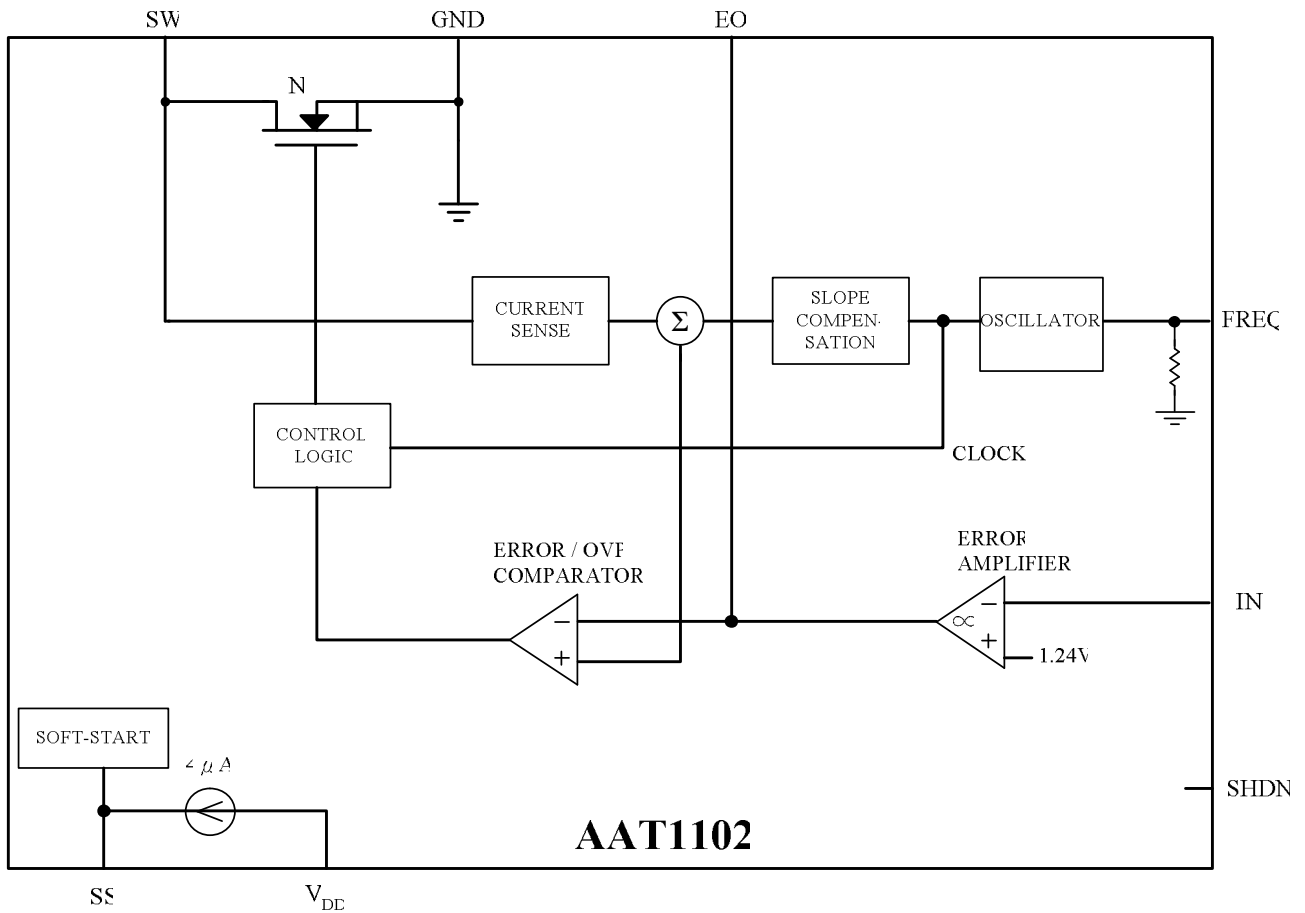 SW GND EO
N
CURRENT
SENSE
Σ
SLOPE
COMPEN-
SATION
OSCILLATOR
FREQ
CONTROL
LOGIC
CLOCK
ERROR / OVP
COMPARATOR
ERROR
AMPLIFIER
−
+
∝
−
+
1.24V
IN
SOFT-START
μA
SHDN
AAT1102
SS
VDD